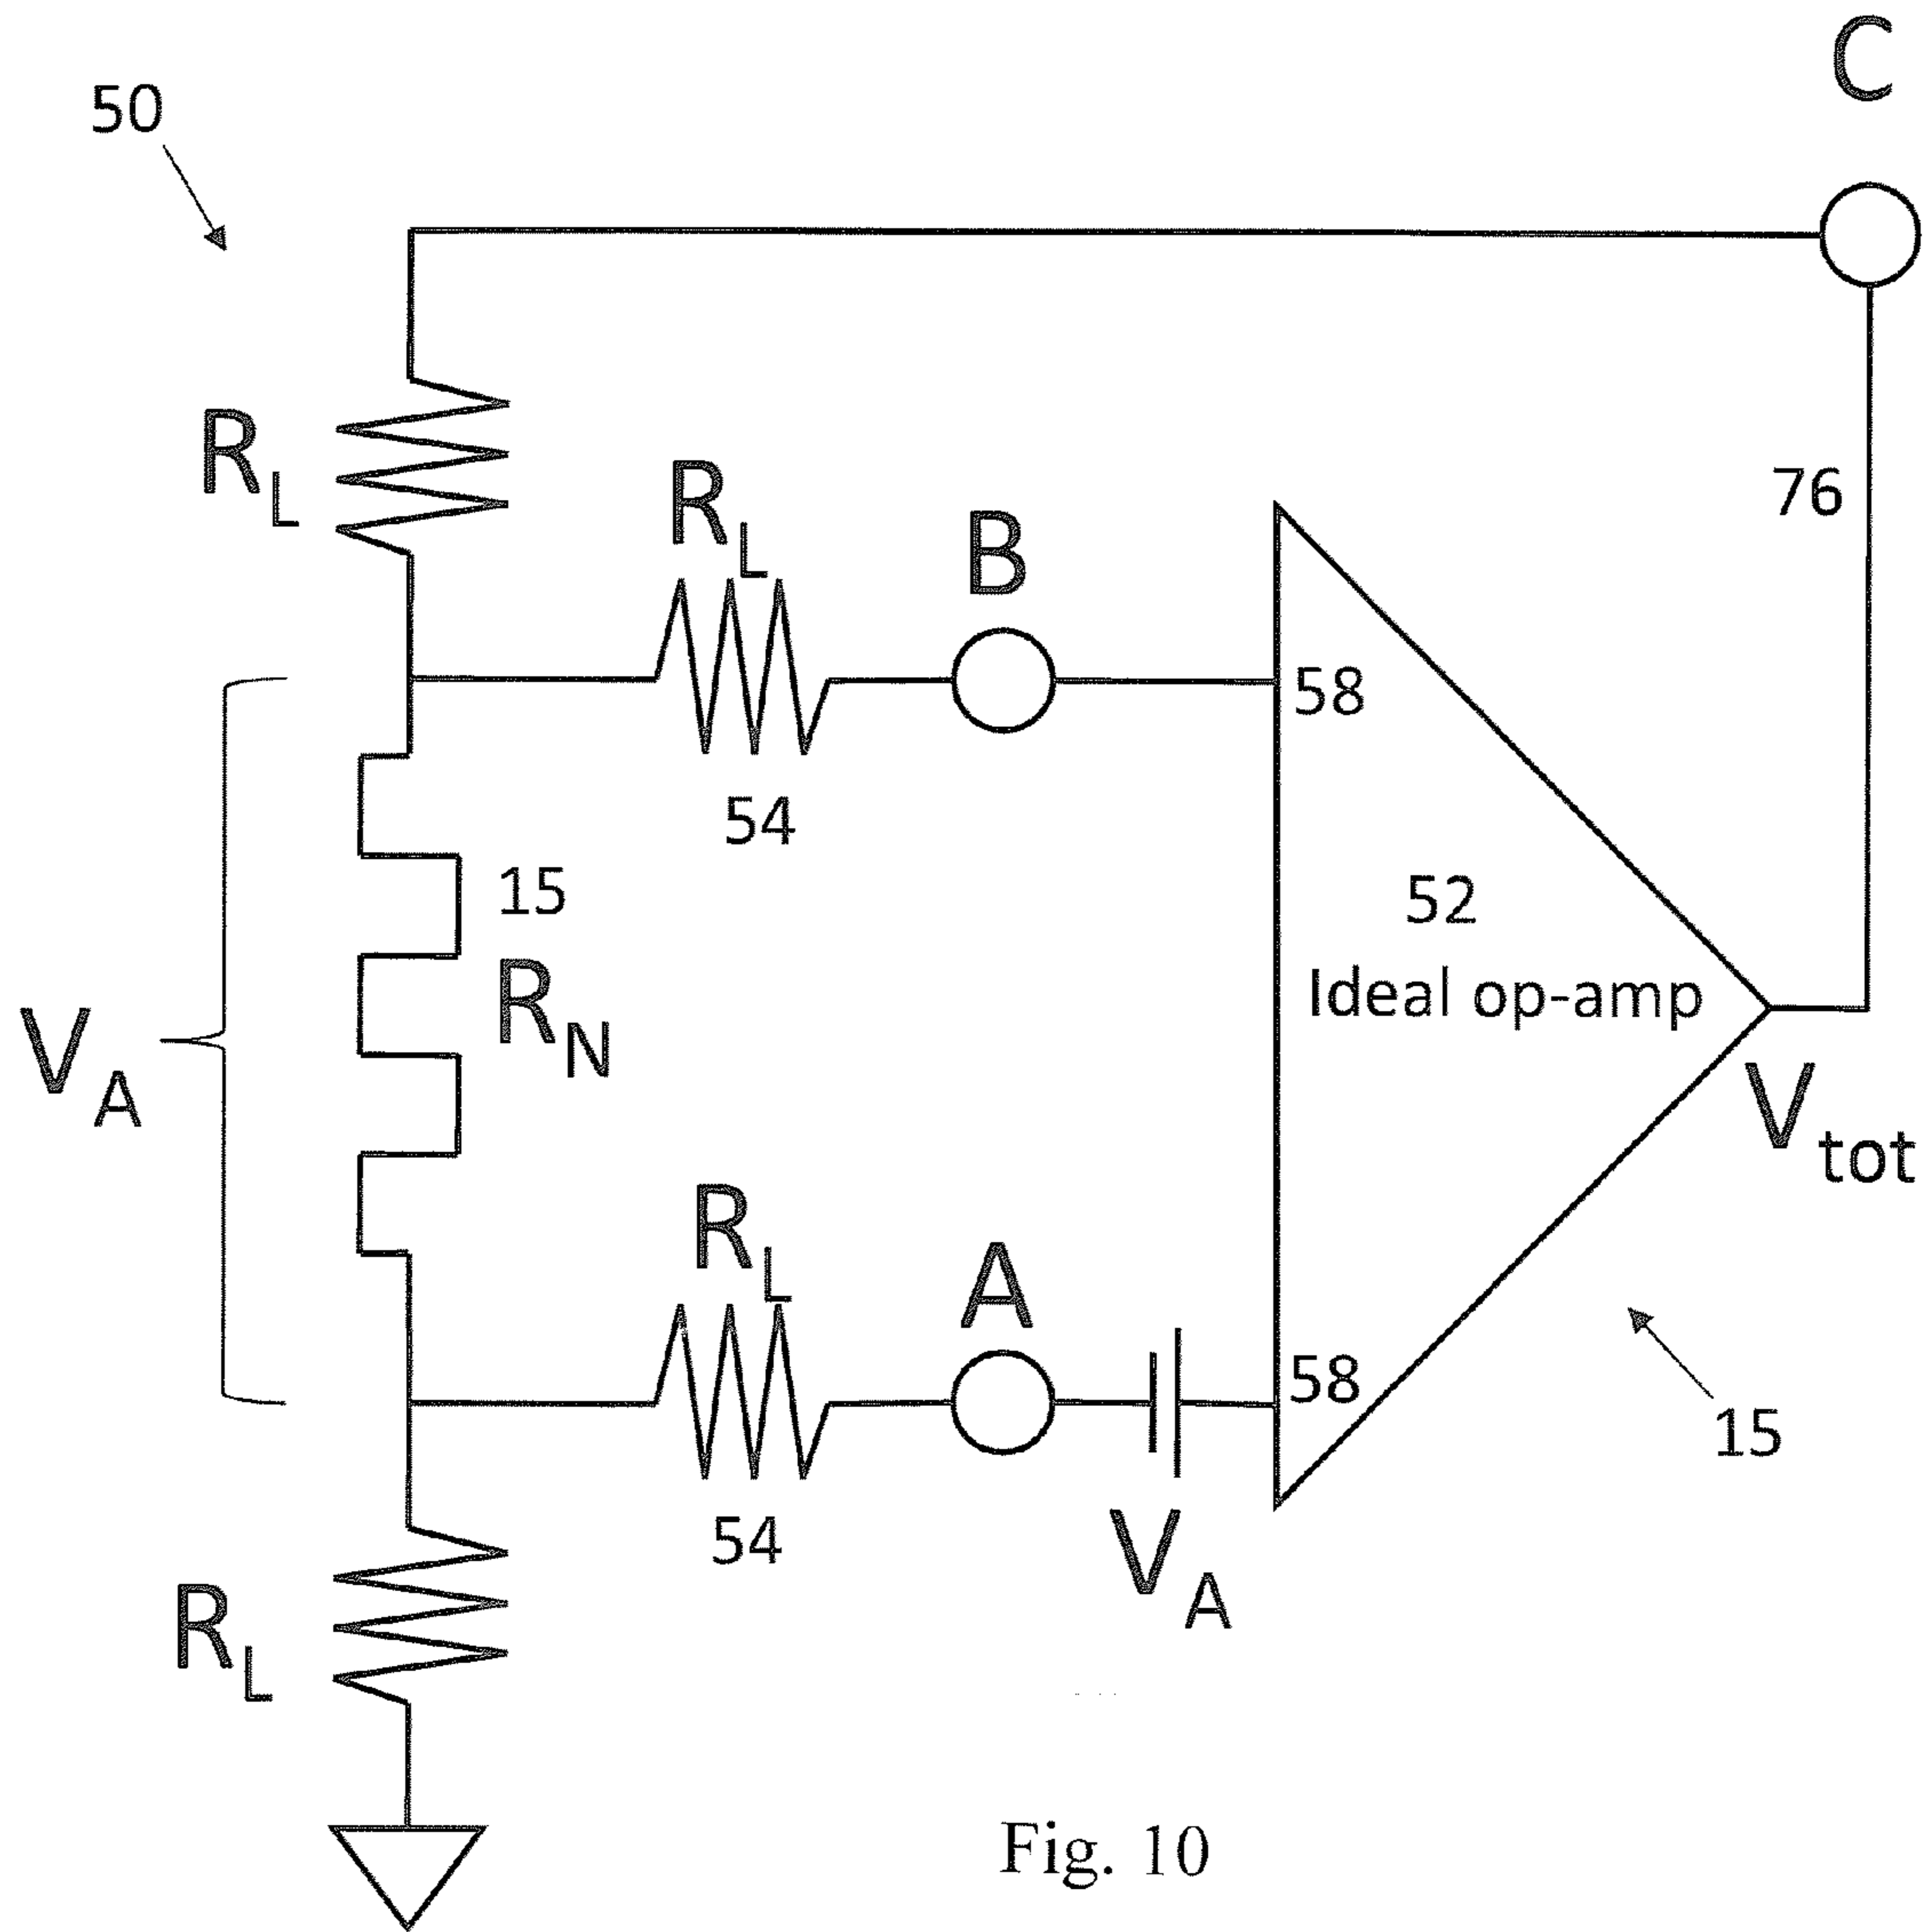 C
50
R_L
R_L
B
76
58
54
15
52
Ideal op-amp
R_N
V_A
V_tot
R_L
A
58
15
54
V_A
R_L
Fig. 10